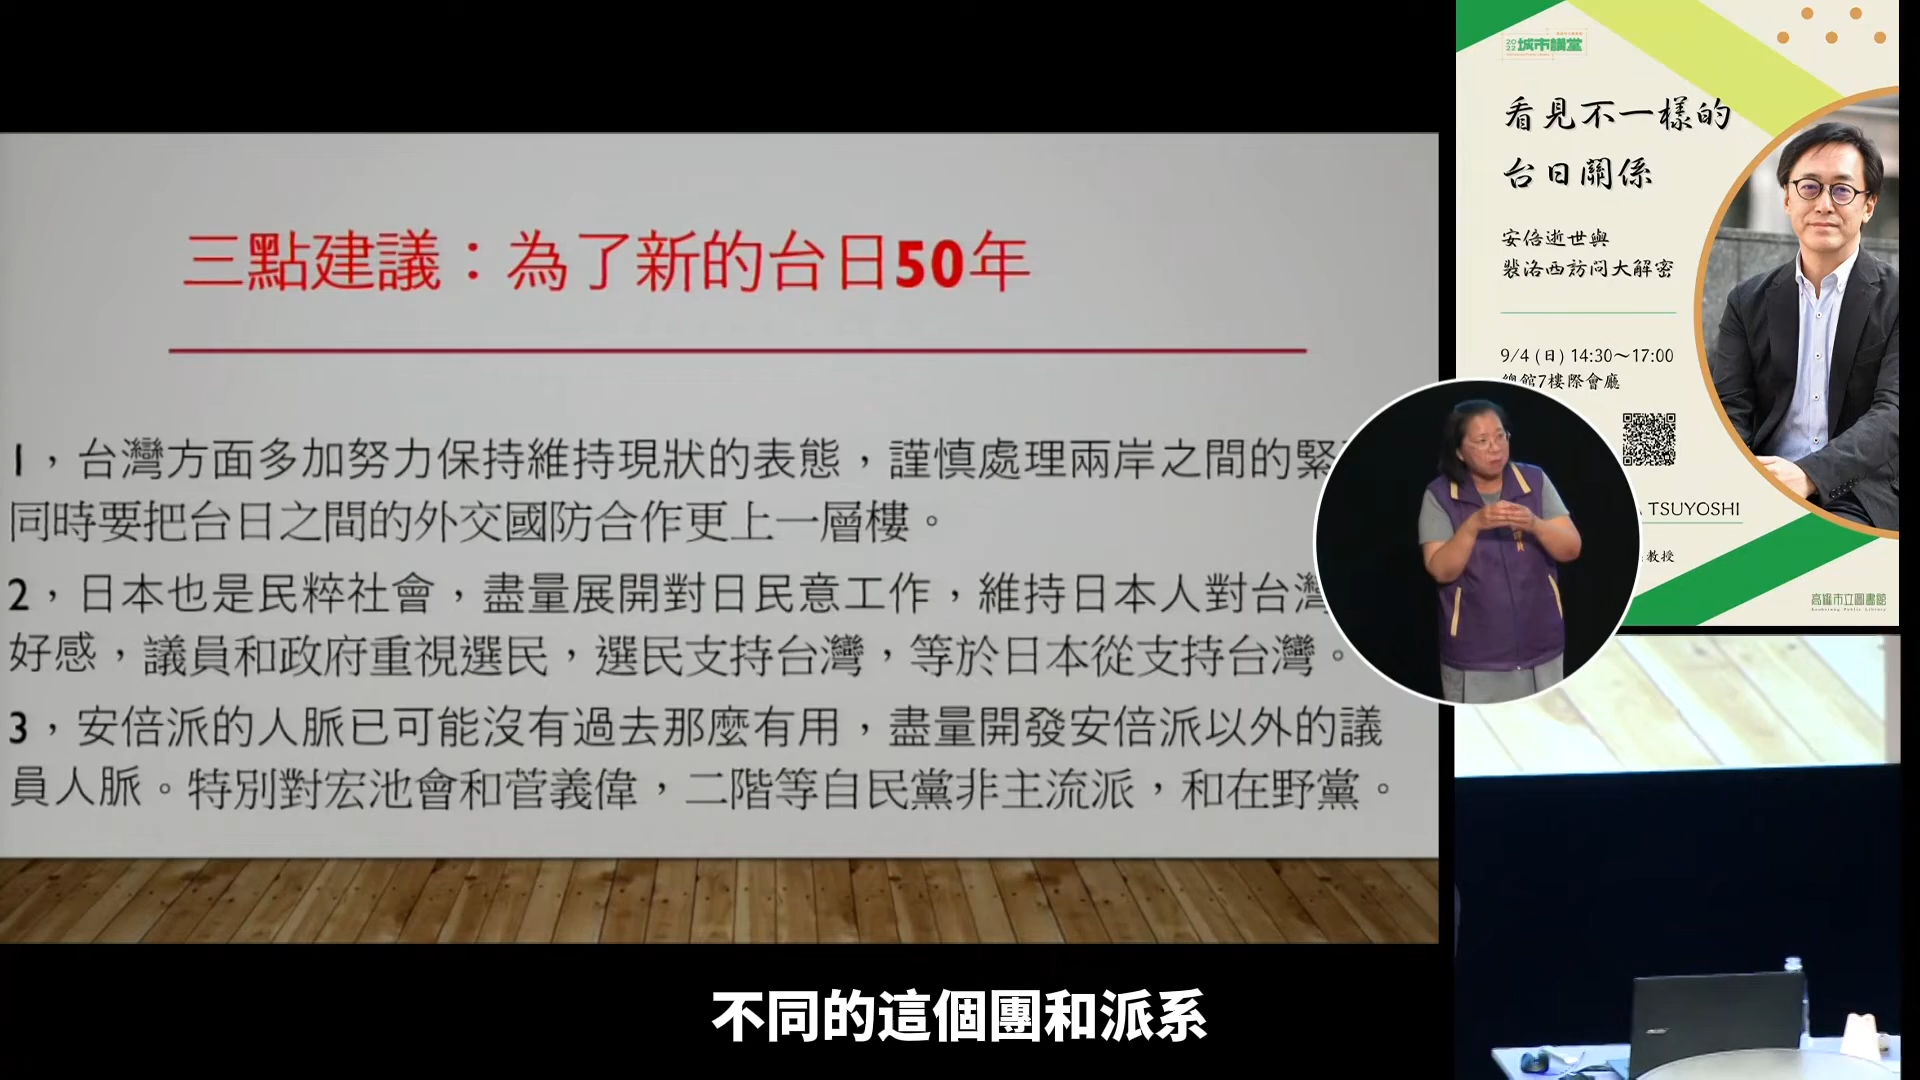 三點建議：為了新的台日50年
1，台灣方面多加努力保持維持現狀的表態，謹慎處理兩岸之間的緊
同時要把台日之間的外交國防合作更上一層樓。
2，日本也是民粹社會，盡量展開對日民意工作，維持日本人對台灣
好感，議員和政府重視選民，選民支持台灣，等於日本從支持台灣。
3，安倍派的人脈已可能沒有過去那麼有用，盡量開發安倍派以外的議
員人脈。特別對宏池會和菅義偉，二階等自民黨非主流派，和在野黨。
2022 城市講堂
看見不一樣的
台日關係
安倍逝世與
裴洛西訪問大解密
9/4 (日) 14:30～17:00
總館7樓際會廳
TSUYOSHI
教授
高雄市立圖書館
Kaohsiung Public Library
acer
不同的這個團和派系